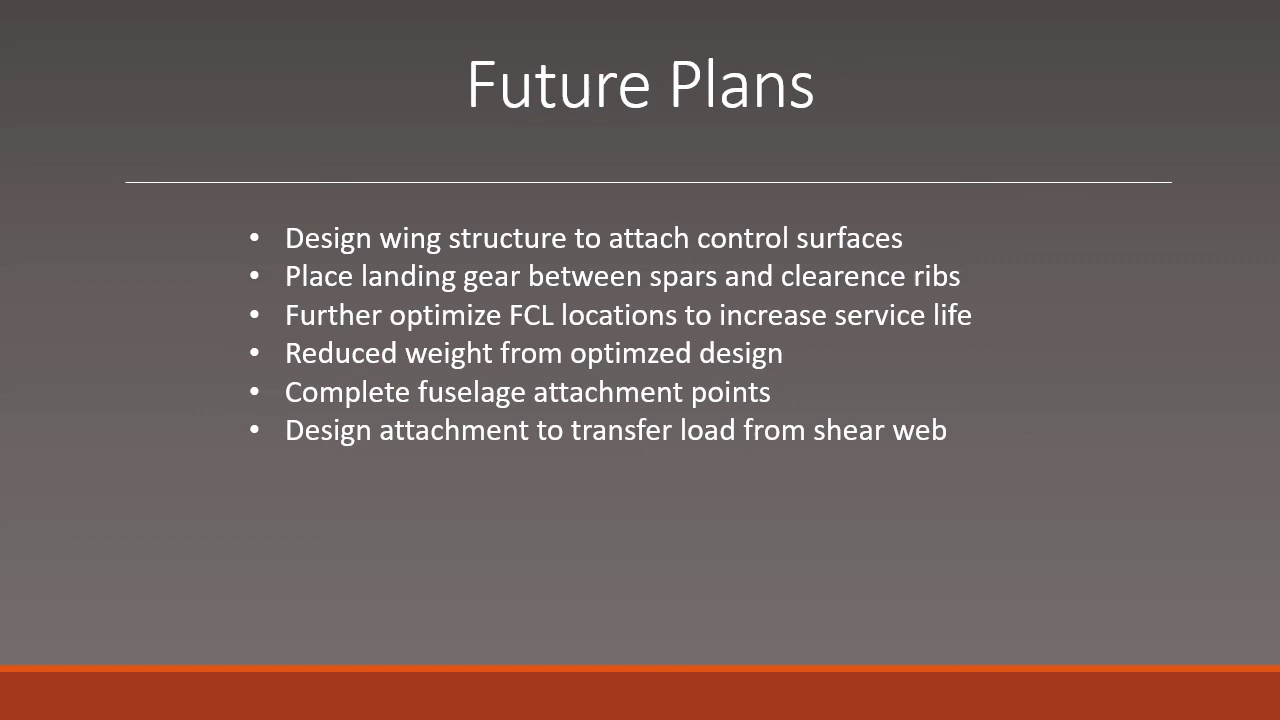 Future Plans
• Design wing structure to attach control surfaces
• Place landing gear between spars and clearence ribs
• Further optimize FCL locations to increase service life
• Reduced weight from optimzed design
• Complete fuselage attachment points
• Design attachment to transfer load from shear web